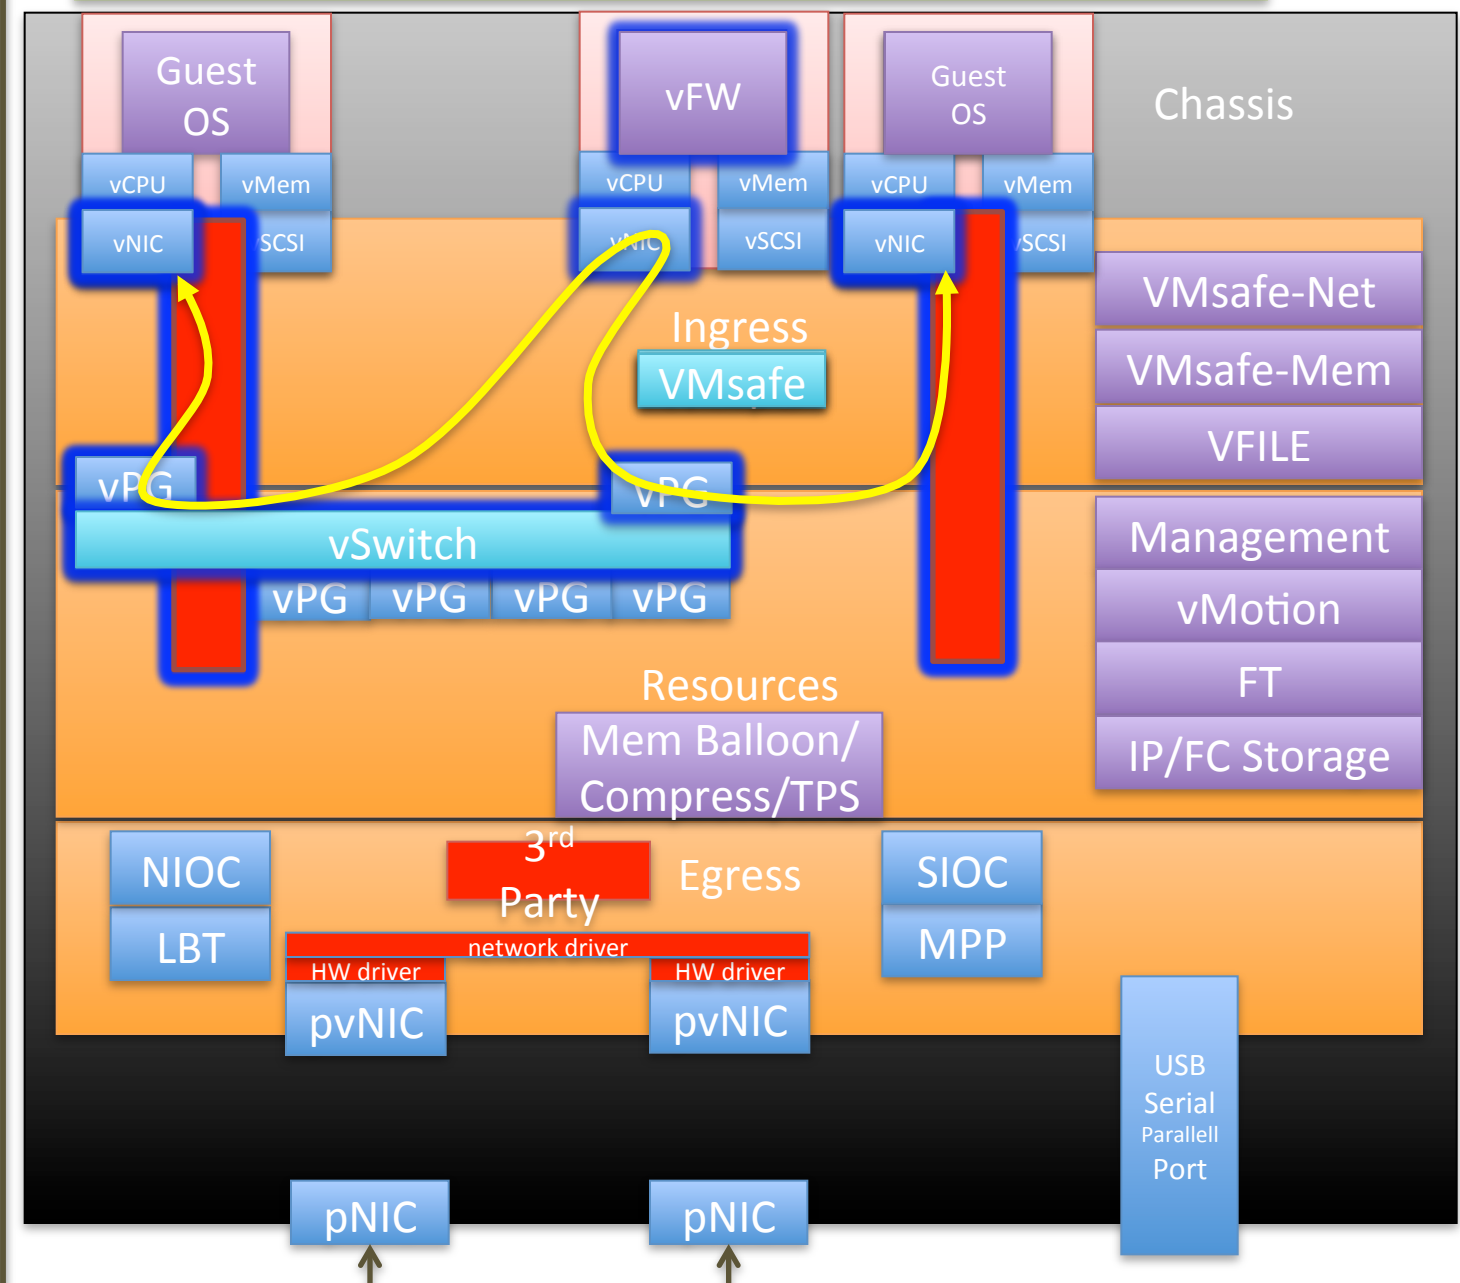 Guest
OS
vFW
Guest
OS
Chassis
vCPU
vMem
vCPU
vMem
vCPU
vMem
vNIC
vSCSI
vNIC
vSCSI
vNIC
vSCSI
VMsafe-Net
Ingress
VMsafe
VMsafe-Mem
VFILE
vPG
vPG
vSwitch
Management
vPG
vPG
vPG
vPG
vMotion
Resources
FT
Mem Balloon/
Compress/TPS
IP/FC Storage
NIOC
3rd
Party
Egress
SIOC
LBT
MPP
network driver
HW driver
HW driver
pvNIC
pvNIC
USB
Serial
Parallell
Port
pNIC
pNIC